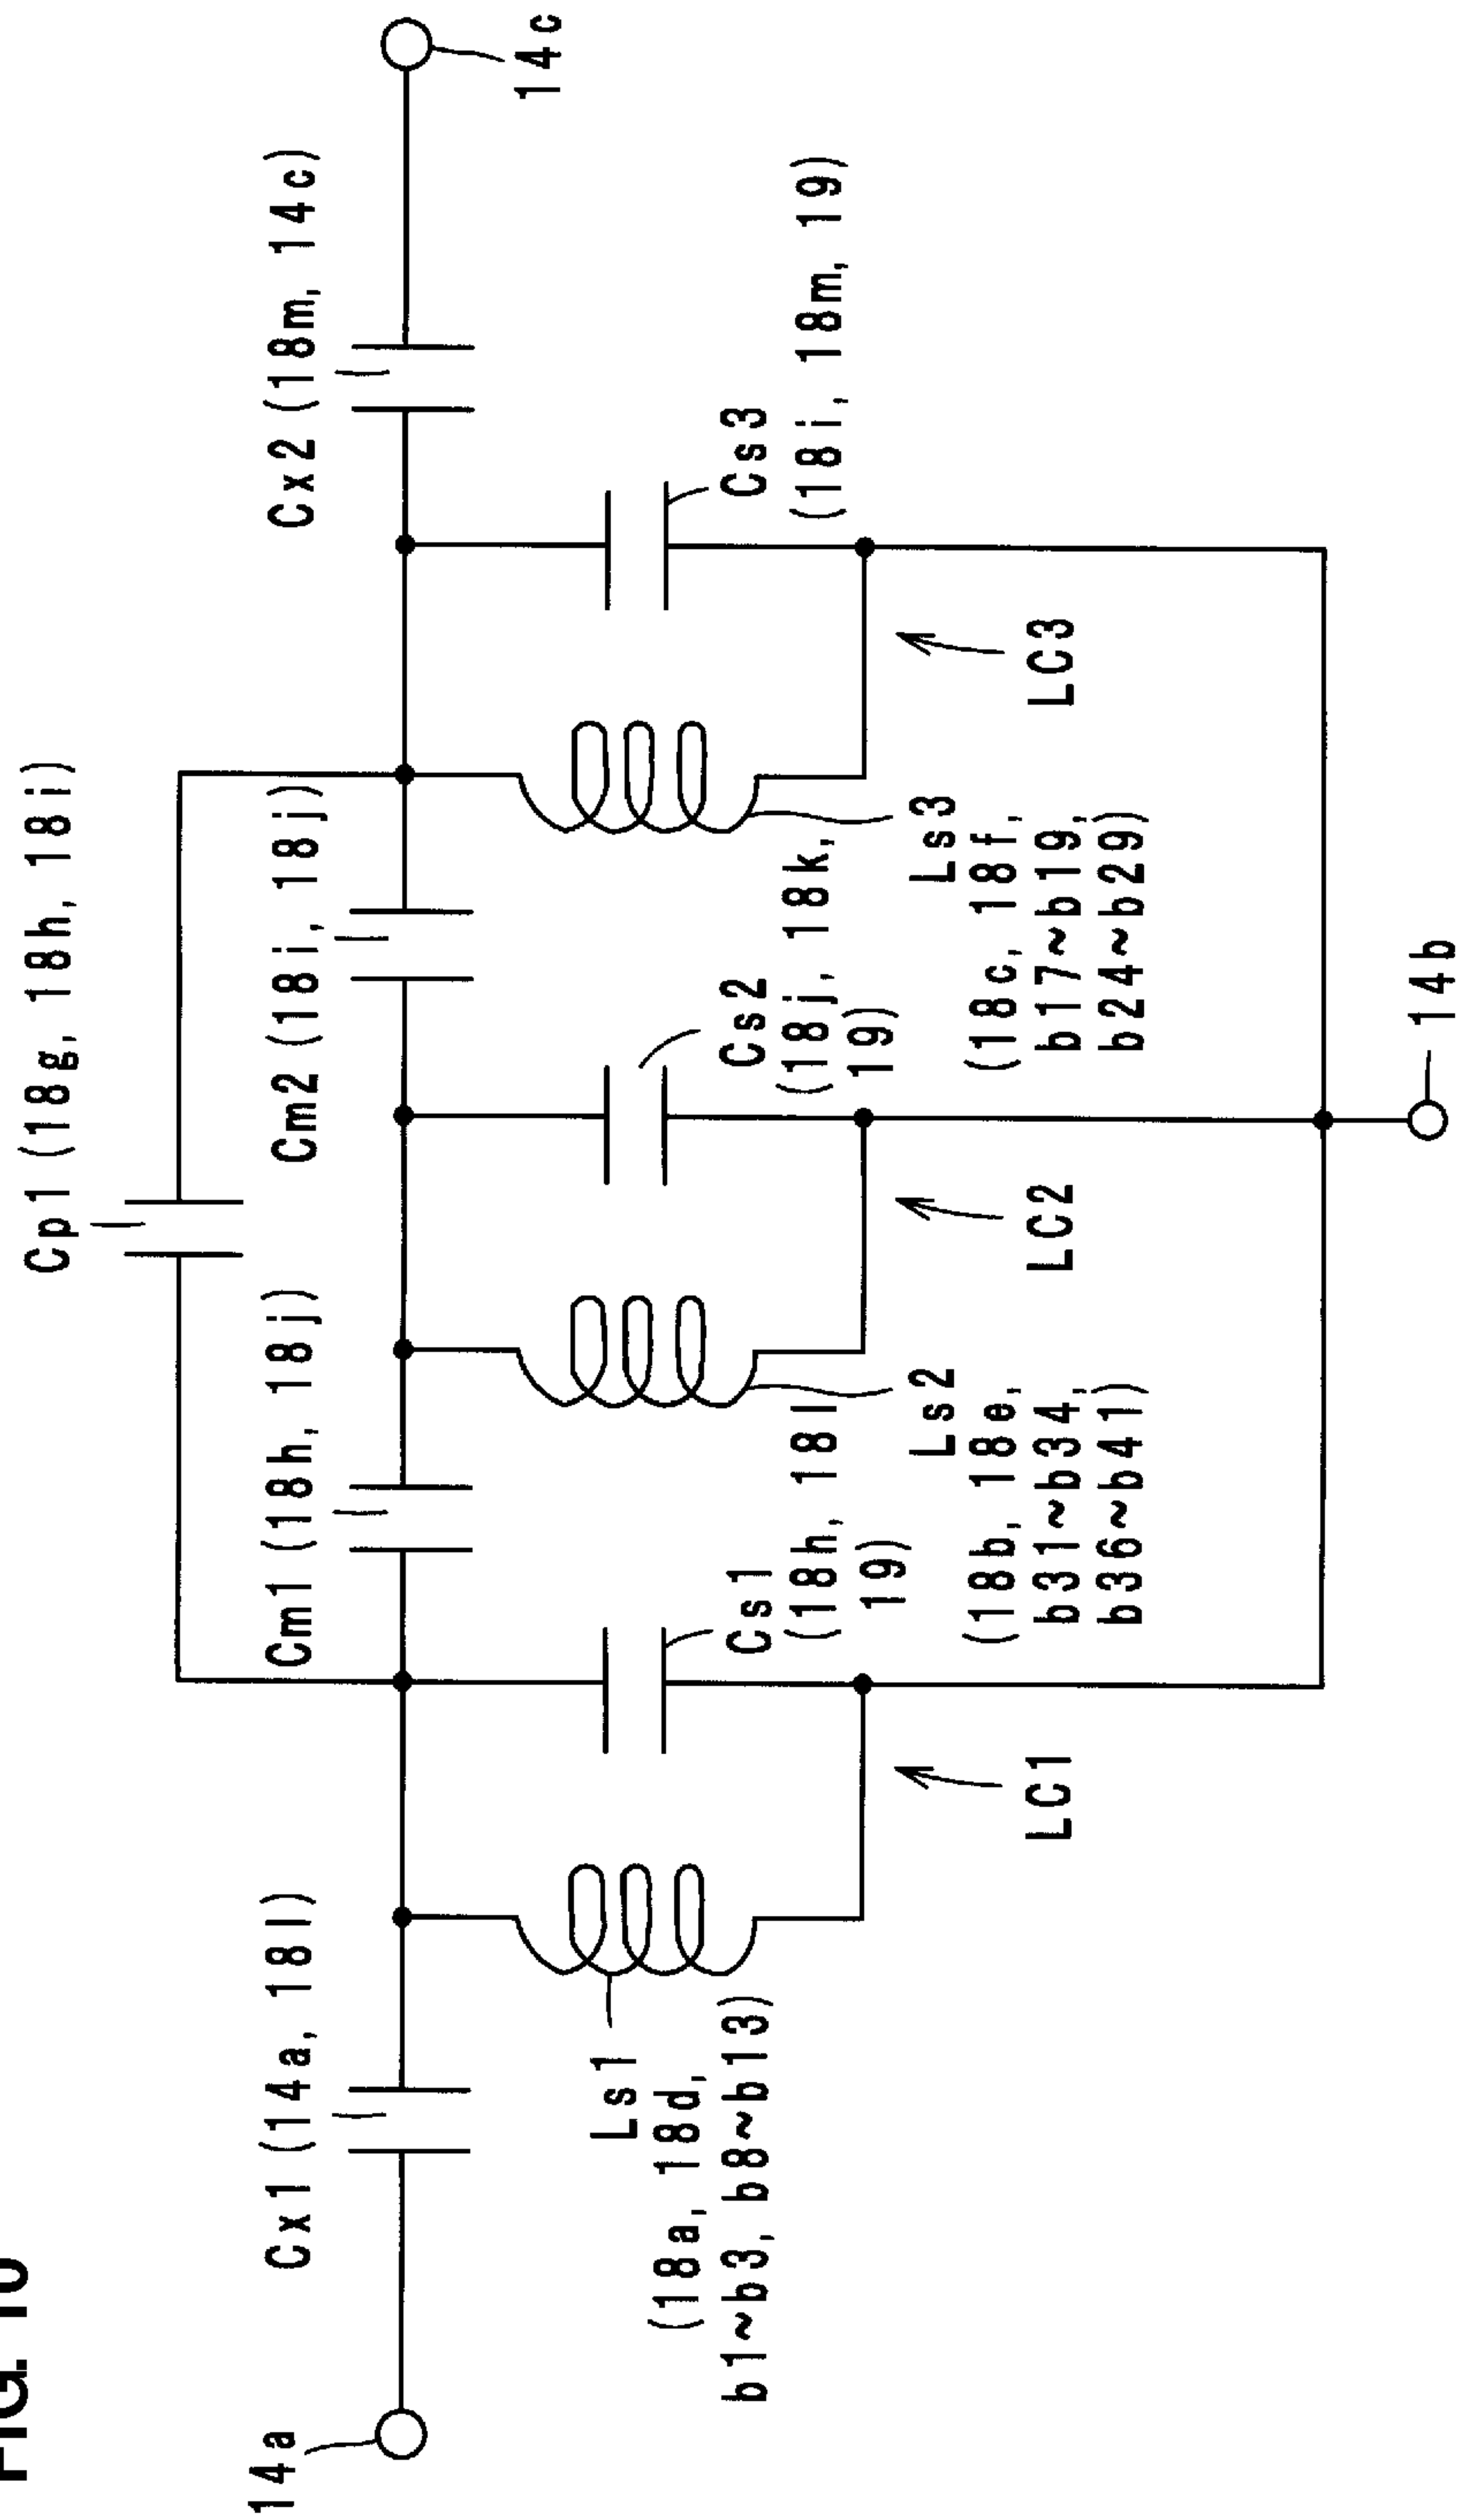 FIG. 10
Cp1(18g, 18h, 18i)
Cx1(14a, 18l)
Cm1(18h, 18j)
Cm2(18i, 18j)
Cx2(18m, 14c)
14a
14c
Ls1
(18a, 18d,
b1~b3, b8~b13)
Cs1
(18h, 18l
19)
Cs2
(18j, 18k,
19)
Cs3
(18i, 18m, 19)
Ls2
(18b, 18e,
b31~b34,
b36~b41)
Ls3
(18c, 18f,
b17~b19,
b24~b29)
LC1
LC2
LC3
14b